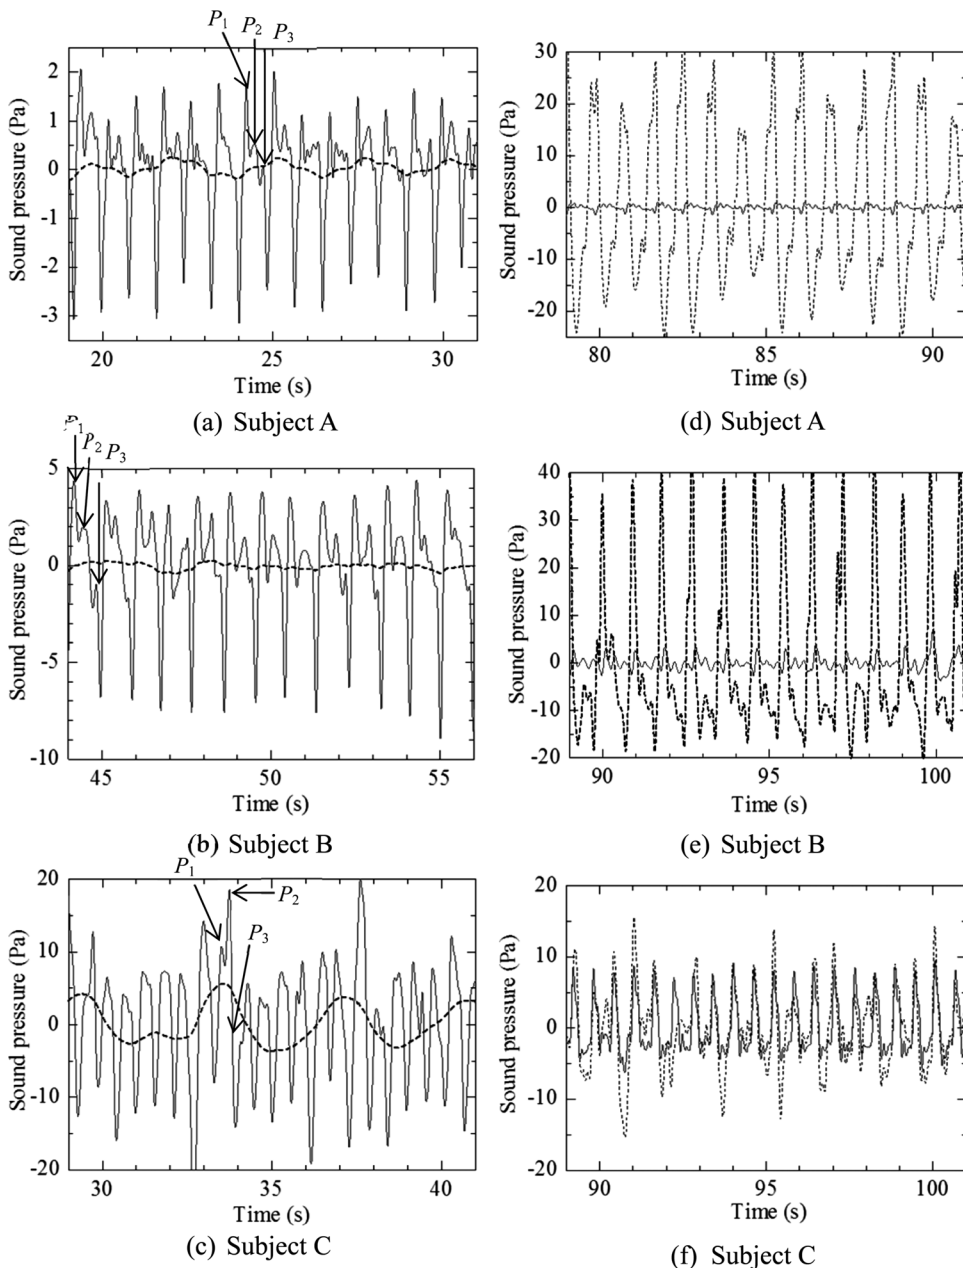 P1 P2 P3
2
1
0
-1
-2
-3
Sound pressure (Pa)
20 25 30
Time (s)
(a) Subject A
30
20
10
0
-10
-20
Sound pressure (Pa)
80 85 90
Time (s)
(d) Subject A
P1 P2 P3
5
0
-5
-10
Sound pressure (Pa)
45 50 55
Time (s)
(b) Subject B
40
30
20
10
0
-10
-20
Sound pressure (Pa)
90 95 100
Time (s)
(e) Subject B
P1
P2
P3
20
10
0
-10
-20
Sound pressure (Pa)
30 35 40
Time (s)
(c) Subject C
20
10
0
-10
-20
Sound pressure (Pa)
90 95 100
Time (s)
(f) Subject C